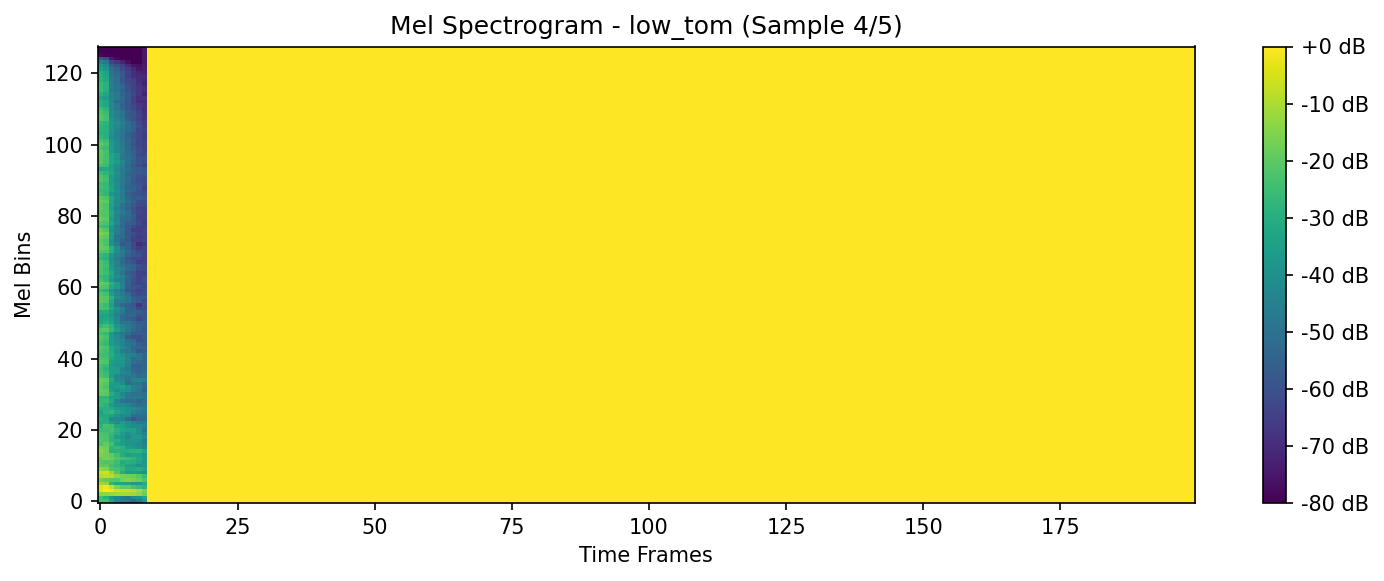 Mel Spectrogram - low_tom (Sample 4/5)
Mel Bins
120
100
80
60
40
20
0
0 25 50 75 100 125 150 175
Time Frames
+0 dB
-10 dB
-20 dB
-30 dB
-40 dB
-50 dB
-60 dB
-70 dB
-80 dB